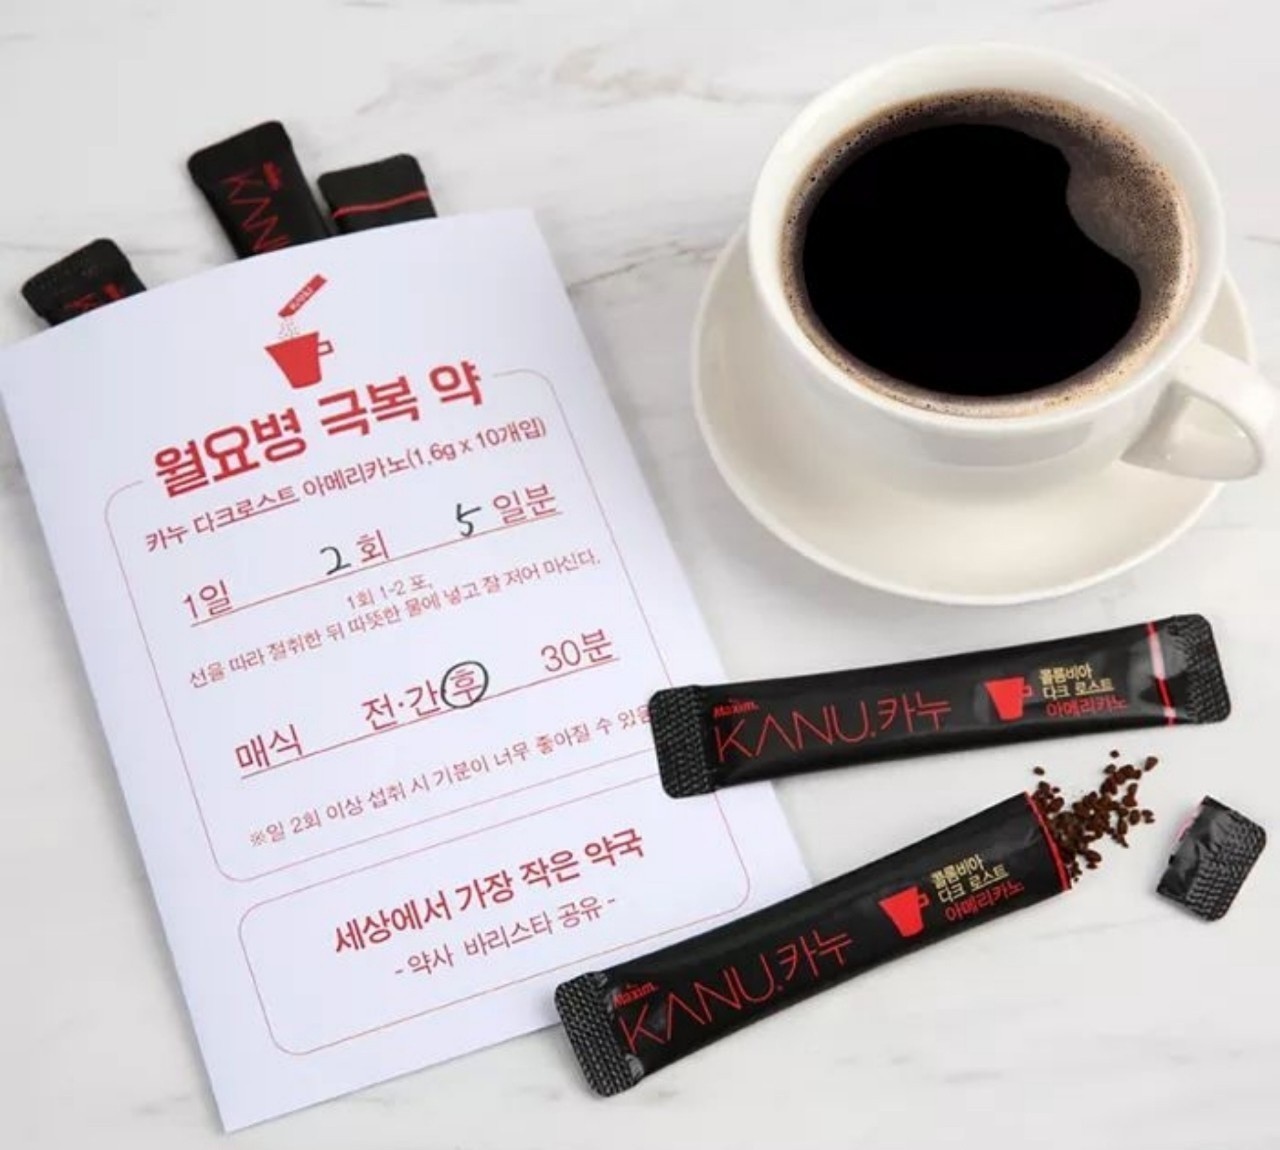 KANU
월요병 극복 약
카누 다크로스트 아메리카노(1.6g x 10개입)
1일 2 회 5 일분
1회 1-2 포,
선을 따라 절취한 뒤 따뜻한 물에 넣고 잘 저어 마신다.
매식 전·간·후 30분
※일 2회 이상 섭취 시 기분이 너무 좋아질 수 있음
세상에서 가장 작은 약국
- 약사 바리스타 공유 -
Maxim.
KANU.카누
콜롬비아
다크 로스트
아메리카노
Maxim.
KANU.카누
콜롬비아
다크 로스트
아메리카노